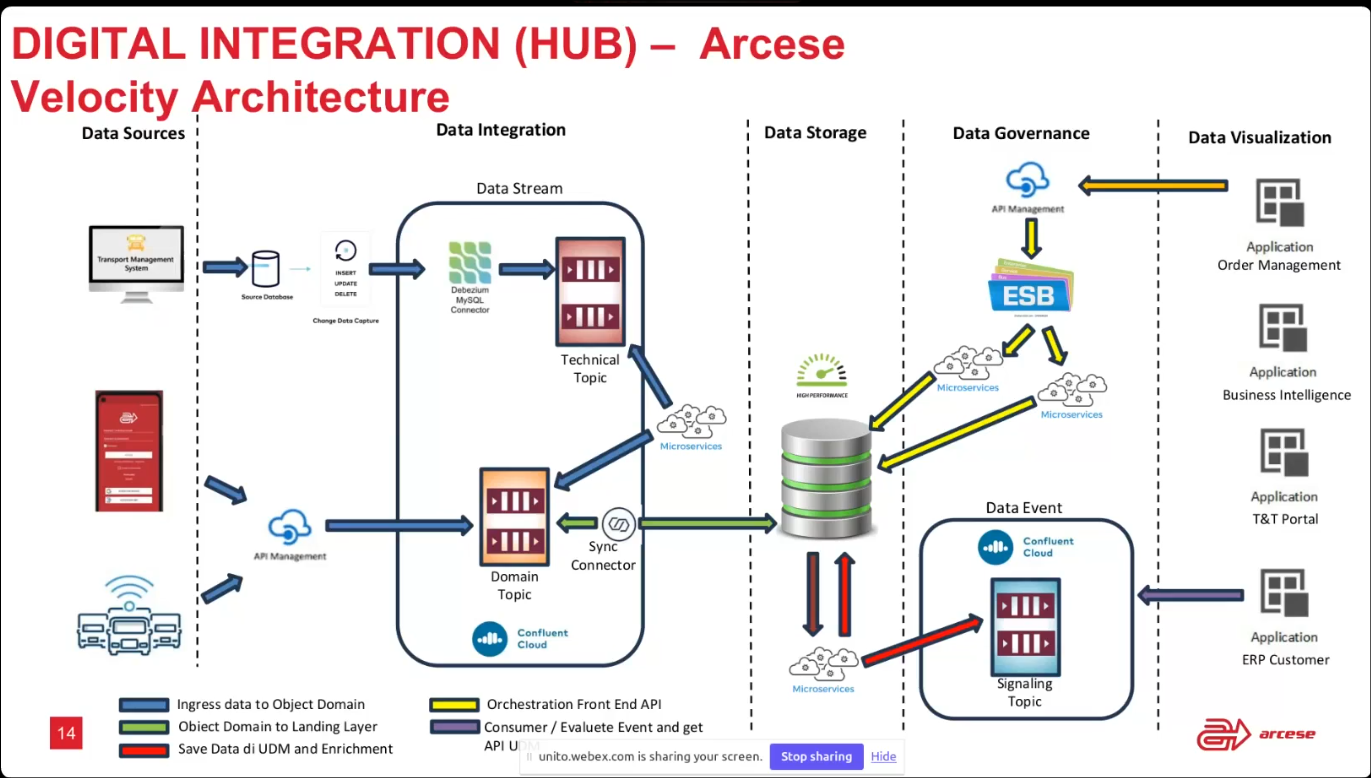 DIGITAL INTEGRATION (HUB) – Arcese
Velocity Architecture
Data Sources
Data Integration
Data Storage
Data Governance
Data Visualization
Data Stream
Transport Management
System
Source Database
INSERT
UPDATE
DELETE
Change Data Capture
Debezium
MySQL
Connector
Technical
Topic
Microservices
API Management
Domain
Topic
Sync
Connector
Confluent
Cloud
HIGH PERFORMANCE
Microservices
API Management
ESB
Microservices
Microservices
Data Event
Confluent
Cloud
Signaling
Topic
Application
Order Management
Application
Business Intelligence
Application
T&T Portal
Application
ERP Customer
Ingress data to Object Domain
Object Domain to Landing Layer
Save Data di UDM and Enrichment
Orchestration Front End API
Consumer / Evaluete Event and get
API UDM
14
unito.webex.com is sharing your screen.
Stop sharing
Hide
arcese